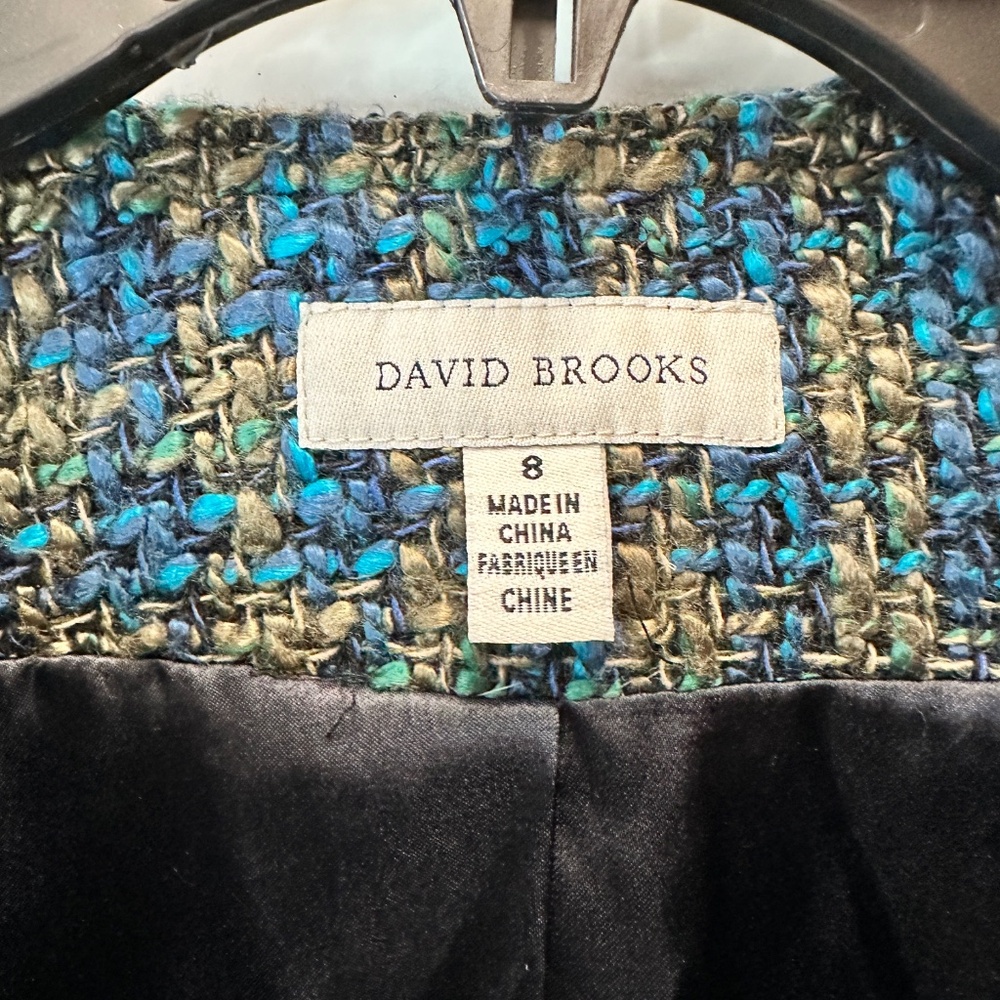 DAVID BROOKS
8
MADE IN
CHINA
FABRIQUE EN
CHINE